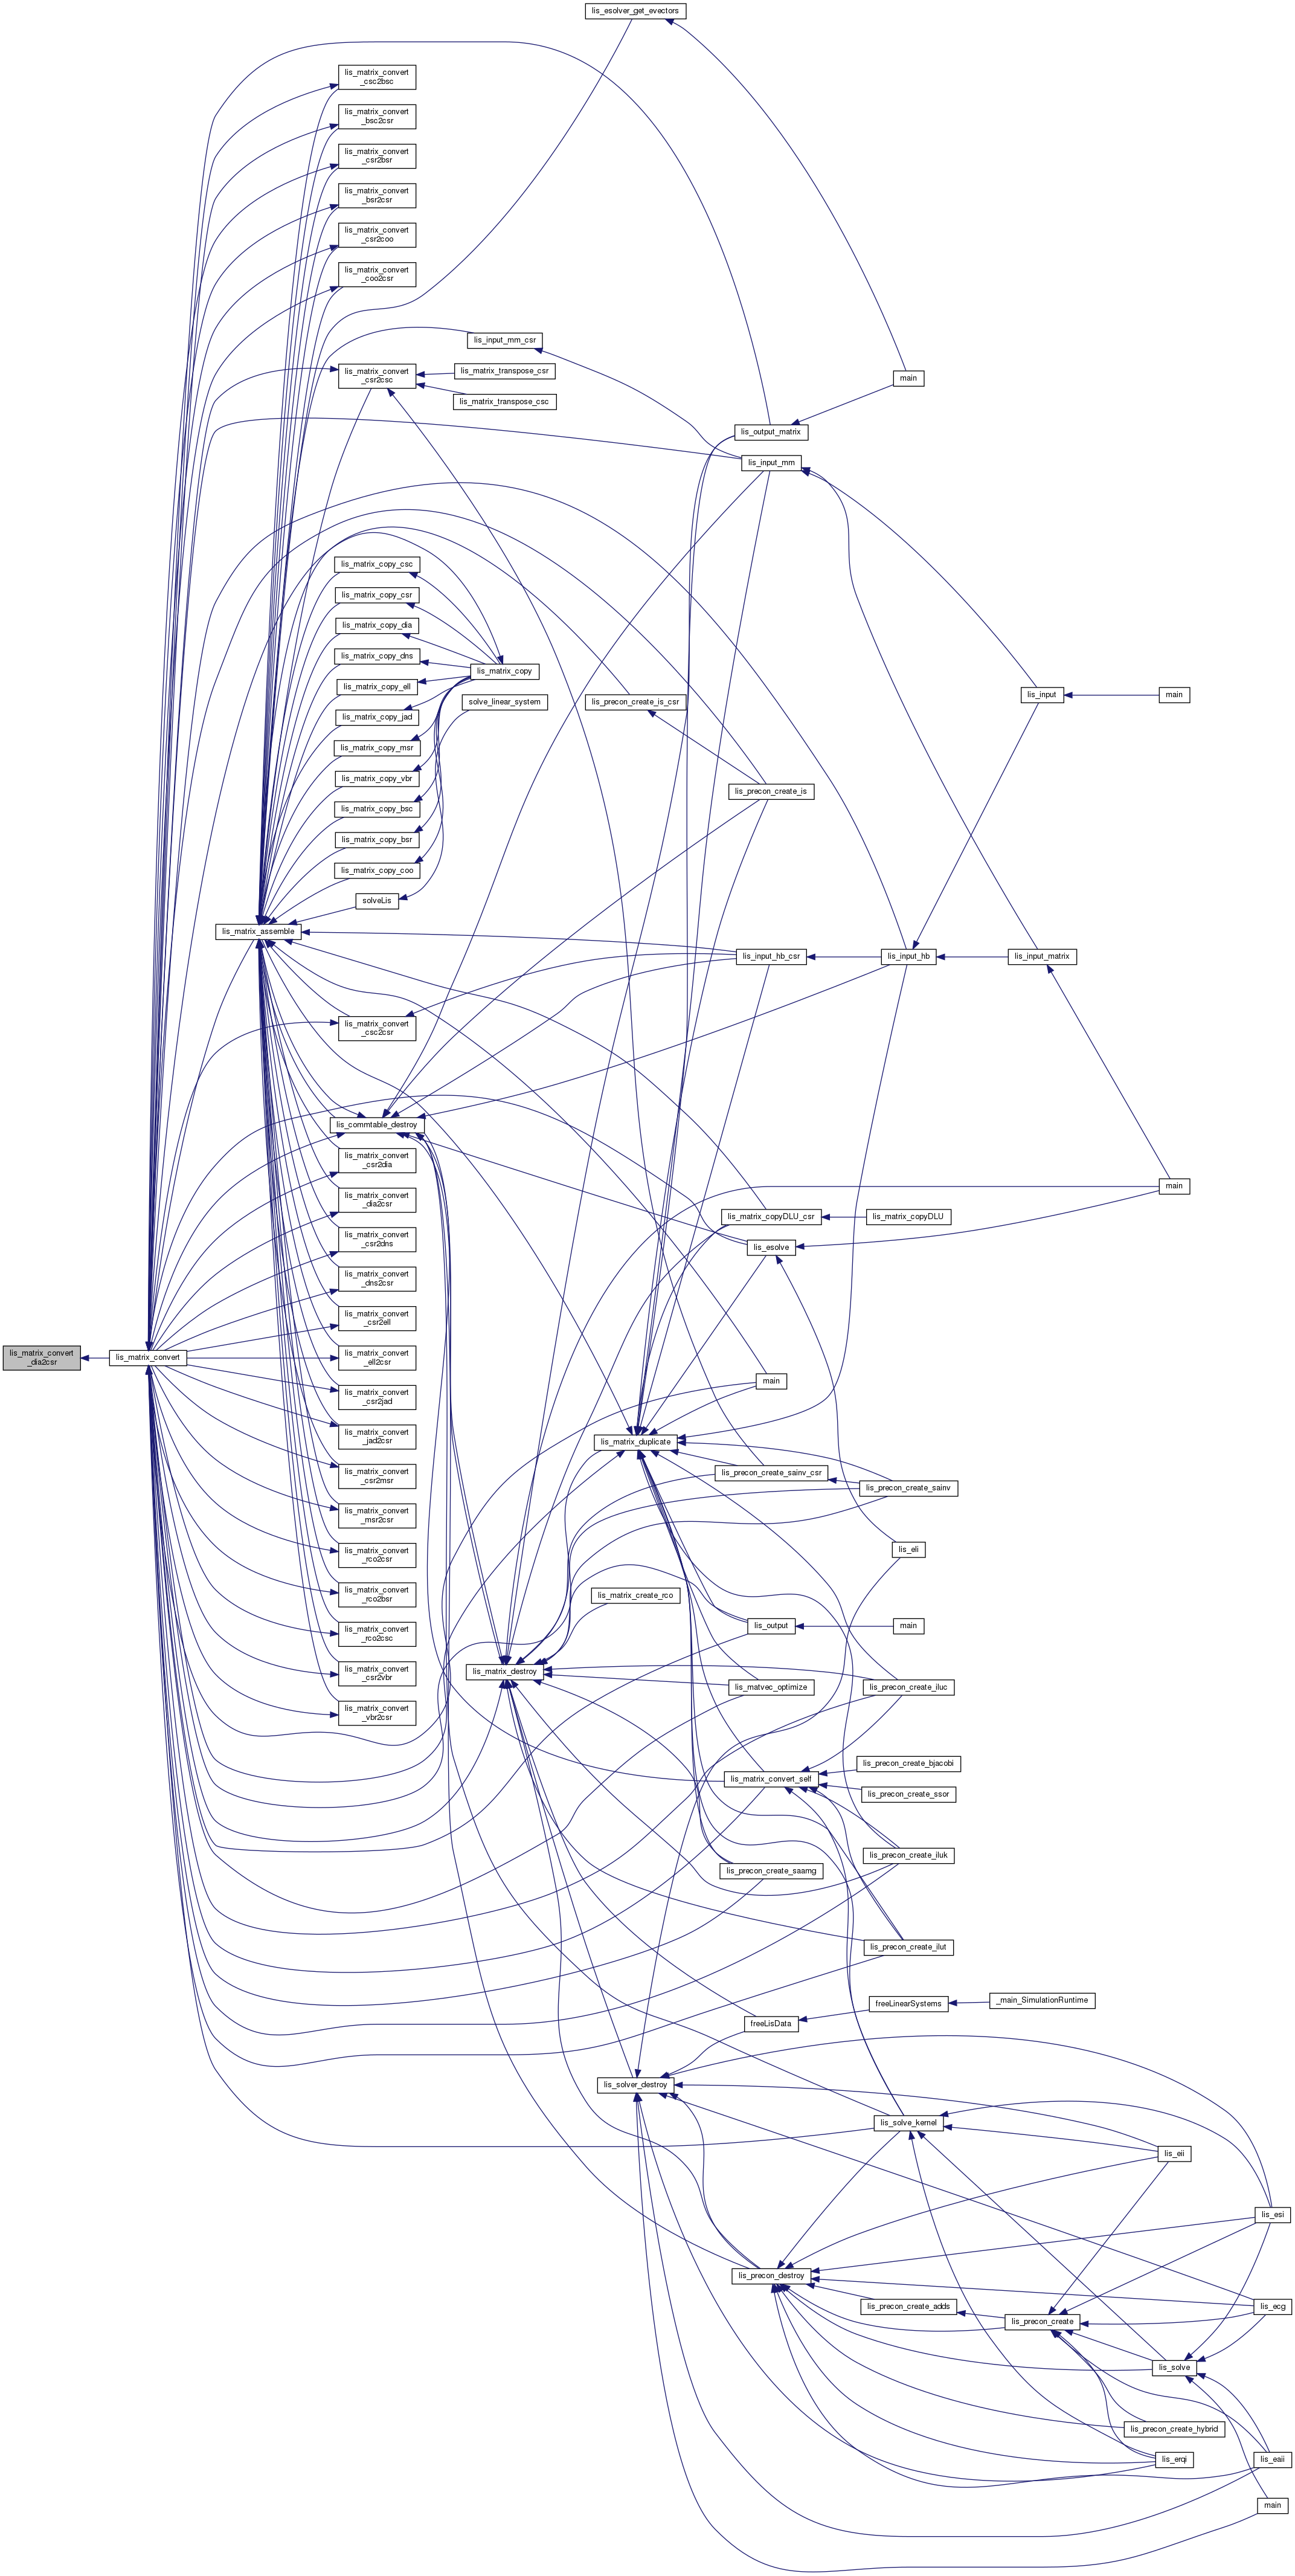 lis_esolver_get_evectors
lis_matrix_convert
_csc2bsc
lis_matrix_convert
_bsc2csr
lis_matrix_convert
_csr2bsr
lis_matrix_convert
_bsr2csr
lis_matrix_convert
_csr2coo
lis_matrix_convert
_coo2csr
lis_input_mm_csr
lis_matrix_convert
_csr2csc
lis_matrix_transpose_csr
main
lis_matrix_transpose_csc
lis_output_matrix
lis_input_mm
lis_matrix_copy_csc
lis_matrix_copy_csr
lis_matrix_copy_dia
lis_matrix_copy_dns
lis_matrix_copy
lis_matrix_copy_ell
lis_input
main
solve_linear_system
lis_precon_create_is_csr
lis_matrix_copy_jad
lis_matrix_copy_msr
lis_matrix_copy_vbr
lis_precon_create_is
lis_matrix_copy_bsc
lis_matrix_copy_bsr
lis_matrix_copy_coo
solveLis
lis_matrix_assemble
lis_input_hb_csr
lis_input_hb
lis_input_matrix
lis_matrix_convert
_csc2csr
lis_commtable_destroy
lis_matrix_convert
_csr2dia
main
lis_matrix_convert
_dia2csr
lis_matrix_copyDLU_csr
lis_matrix_copyDLU
lis_matrix_convert
_csr2dns
lis_esolve
lis_matrix_convert
_dns2csr
lis_matrix_convert
_csr2ell
lis_matrix_convert
_dia2csr
lis_matrix_convert
lis_matrix_convert
_ell2csr
main
lis_matrix_convert
_csr2jad
lis_matrix_convert
_jad2csr
lis_matrix_duplicate
lis_matrix_convert
_csr2msr
lis_precon_create_sainv_csr
lis_precon_create_sainv
lis_matrix_convert
_msr2csr
lis_matrix_convert
_rco2csr
lis_eli
lis_matrix_convert
_rco2bsr
lis_matrix_create_rco
lis_matrix_convert
_rco2csc
lis_output
main
lis_matrix_convert
_csr2vbr
lis_matrix_destroy
lis_matvec_optimize
lis_precon_create_iluc
lis_matrix_convert
_vbr2csr
lis_precon_create_bjacobi
lis_matrix_convert_self
lis_precon_create_ssor
lis_precon_create_iluk
lis_precon_create_saamg
lis_precon_create_ilut
_main_SimulationRuntime
freeLinearSystems
freeLisData
lis_solver_destroy
lis_solve_kernel
lis_eii
lis_esi
lis_precon_destroy
lis_precon_create_adds
lis_ecg
lis_precon_create
lis_solve
lis_precon_create_hybrid
lis_erqi
lis_eaii
main